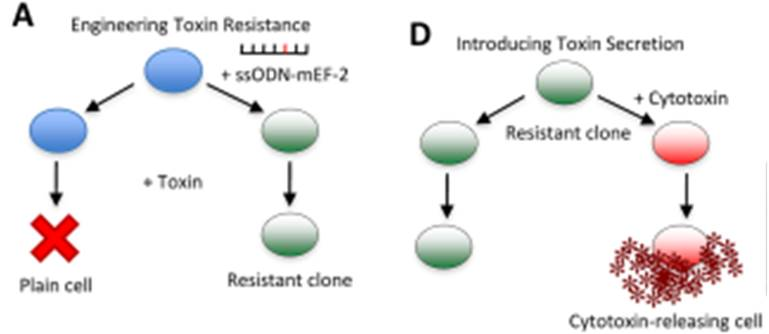 A
Engineering Toxin Resistance
+ ssODN-mEF-2
+ Toxin
Plain cell
Resistant clone
D
Introducing Toxin Secretion
+ Cytotoxin
Resistant clone
Cytotoxin-releasing cell